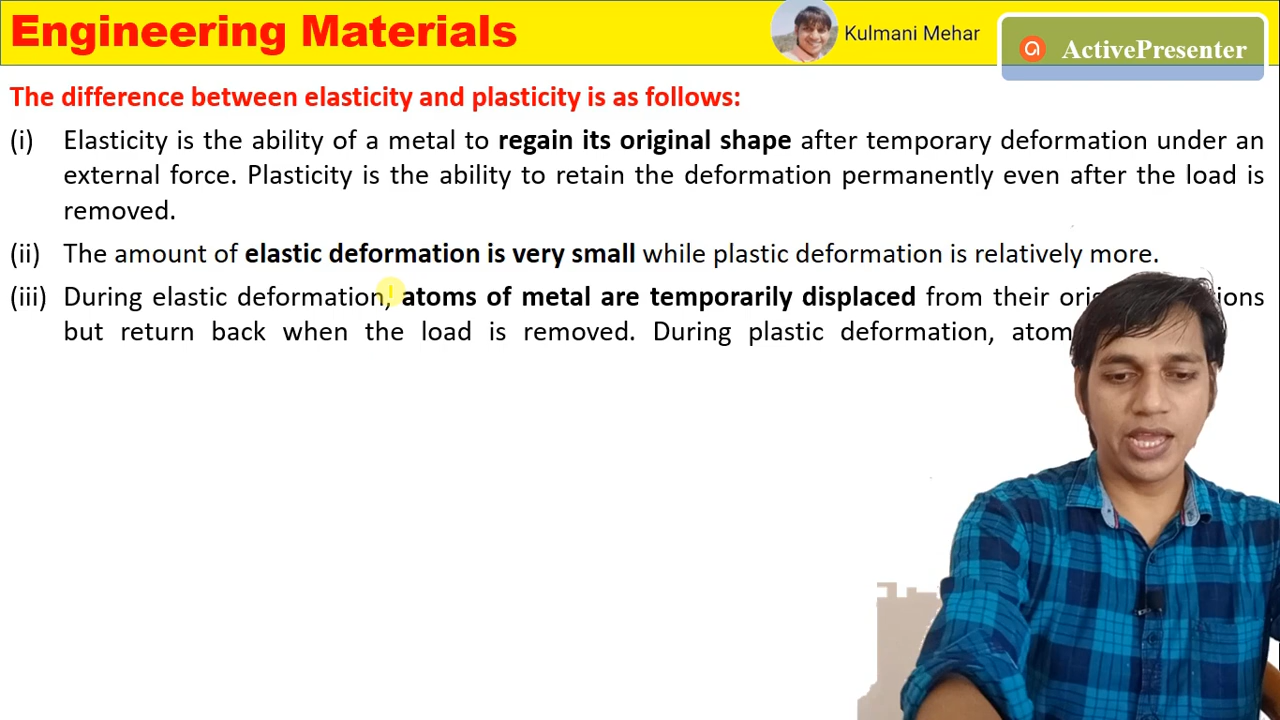 Engineering Materials
Kulmani Mehar
ActivePresenter
The difference between elasticity and plasticity is as follows:
(i) Elasticity is the ability of a metal to regain its original shape after temporary deformation under an
external force. Plasticity is the ability to retain the deformation permanently even after the load is
removed.
(ii) The amount of elastic deformation is very small while plastic deformation is relatively more.
(iii) During elastic deformation, atoms of metal are temporarily displaced from their
but return back when the load is removed. During plastic deformation,